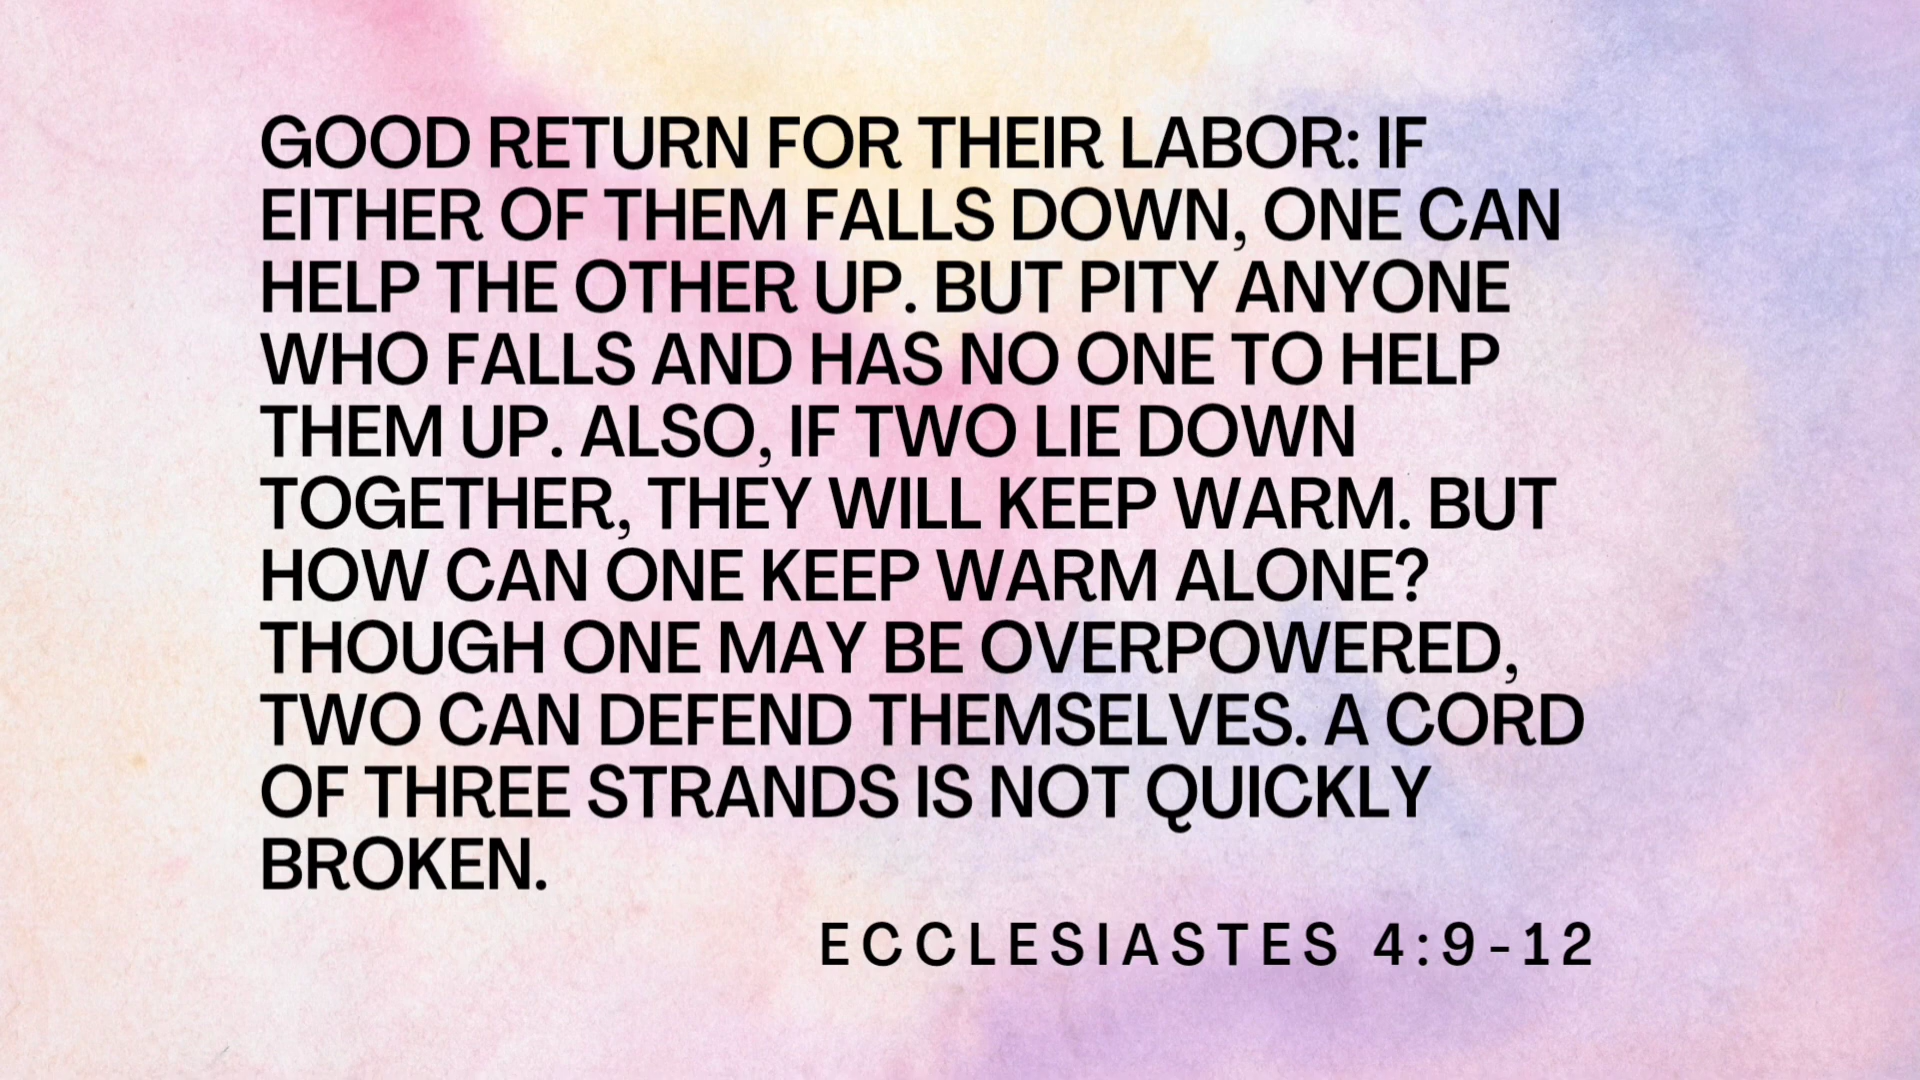 GOOD RETURN FOR THEIR LABOR: IF
EITHER OF THEM FALLS DOWN, ONE CAN
HELP THE OTHER UP. BUT PITY ANYONE
WHO FALLS AND HAS NO ONE TO HELP
THEM UP. ALSO, IF TWO LIE DOWN
TOGETHER, THEY WILL KEEP WARM. BUT
HOW CAN ONE KEEP WARM ALONE?
THOUGH ONE MAY BE OVERPOWERED,
TWO CAN DEFEND THEMSELVES. A CORD
OF THREE STRANDS IS NOT QUICKLY
BROKEN.
ECCLESIASTES 4:9-12